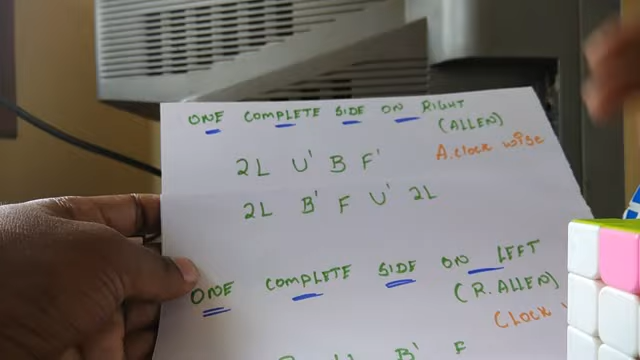 ONE COMPLETE SIDE ON RIGHT
(ALLEN)
A.clock wise
2L U' B F'
2L B' F U' 2L
ONE COMPLETE SIDE ON LEFT
(R.ALLEN)
Clock
B' F